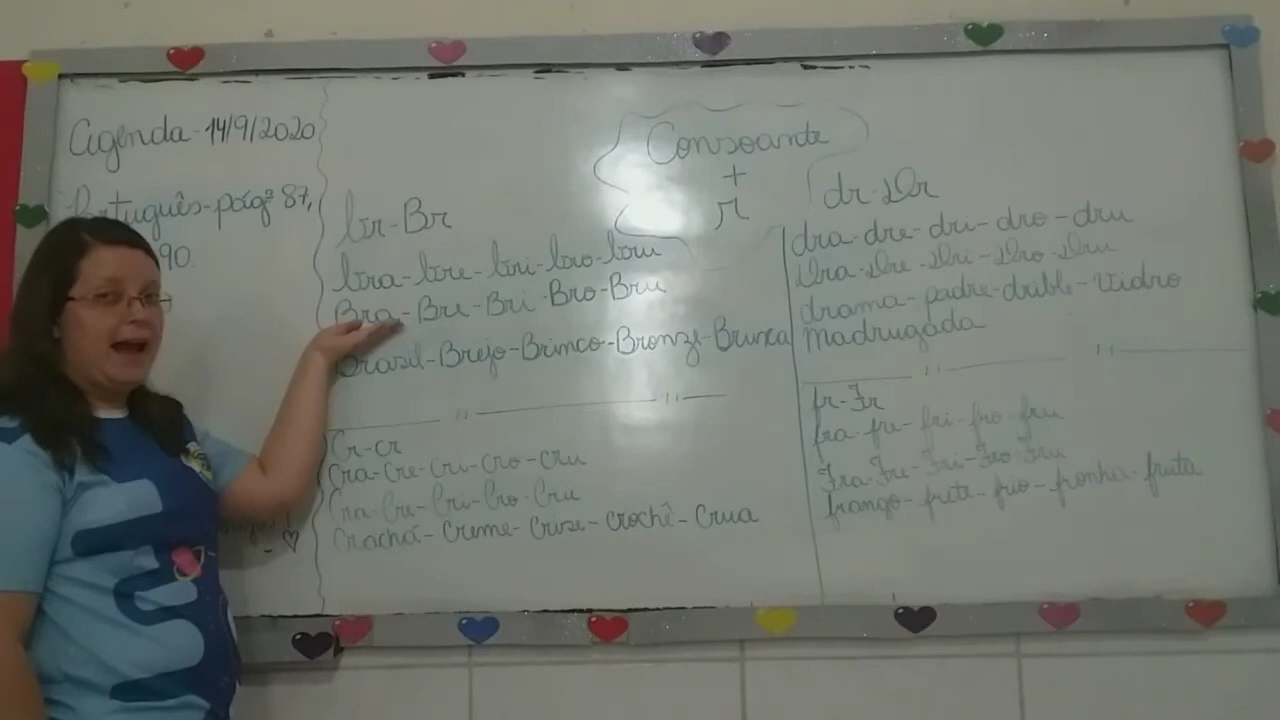 Agenda - 14/9/2020
Português - pág.ª 87,
90.
Consoante
+
r
br - Br
bra - bre - bri - bro - bru
Bra - Bre - Bri - Bro - Bru
Brasil - Brejo - Brinco - Bronze - Brunca
Cr - cr
Cra - Cre - cri - cro - cru
Cra - Cre - Cri - Cro - Cru
Crachá - Creme - Crise - crochê - Crua
dr - Dr
dra - dre - dri - dro - dru
Dra - Dre - Dri - Dro - Dru
drama - padre - drible - vidro
madrugada
fr - Fr
fra - fre - fri - fro - fru
Fra - Fre - Fri - Fro - Fru
frango - frete - frio - fronha - fruta